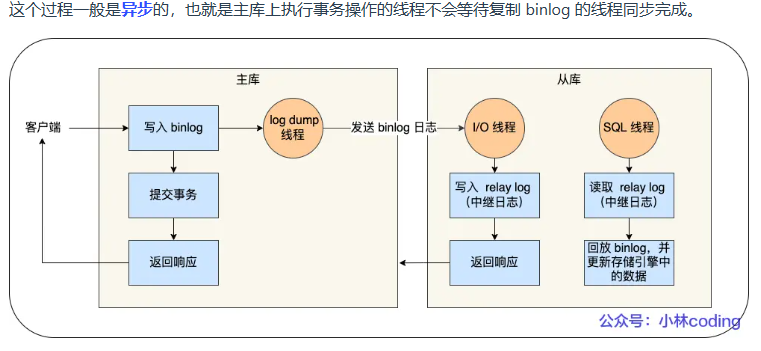 这个过程一般是异步的，也就是主库上执行事务操作的线程不会等待复制 binlog 的线程同步完成。
主库
从库
客户端
写入 binlog
log dump
线程
发送 binlog 日志
I/O 线程
SQL 线程
提交事务
写入 relay log
（中继日志）
读取 relay log
（中继日志）
返回响应
返回响应
回放 binlog，并
更新存储引擎中
的数据
公众号：小林coding